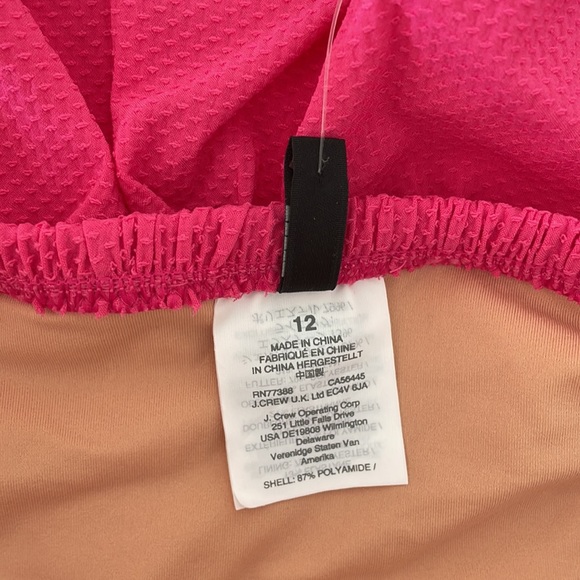 12
MADE IN CHINA
FABRIQUÉ EN CHINE
IN CHINA HERGESTELLT
中国製
RN77388 CA56445
J.CREW U.K. Ltd EC4V 6JA
J. Crew Operating Corp
251 Little Falls Drive
USA DE19808 Wilmington
Delaware
Verenidge Staten Van
Amerika
SHELL: 87% POLYAMIDE /